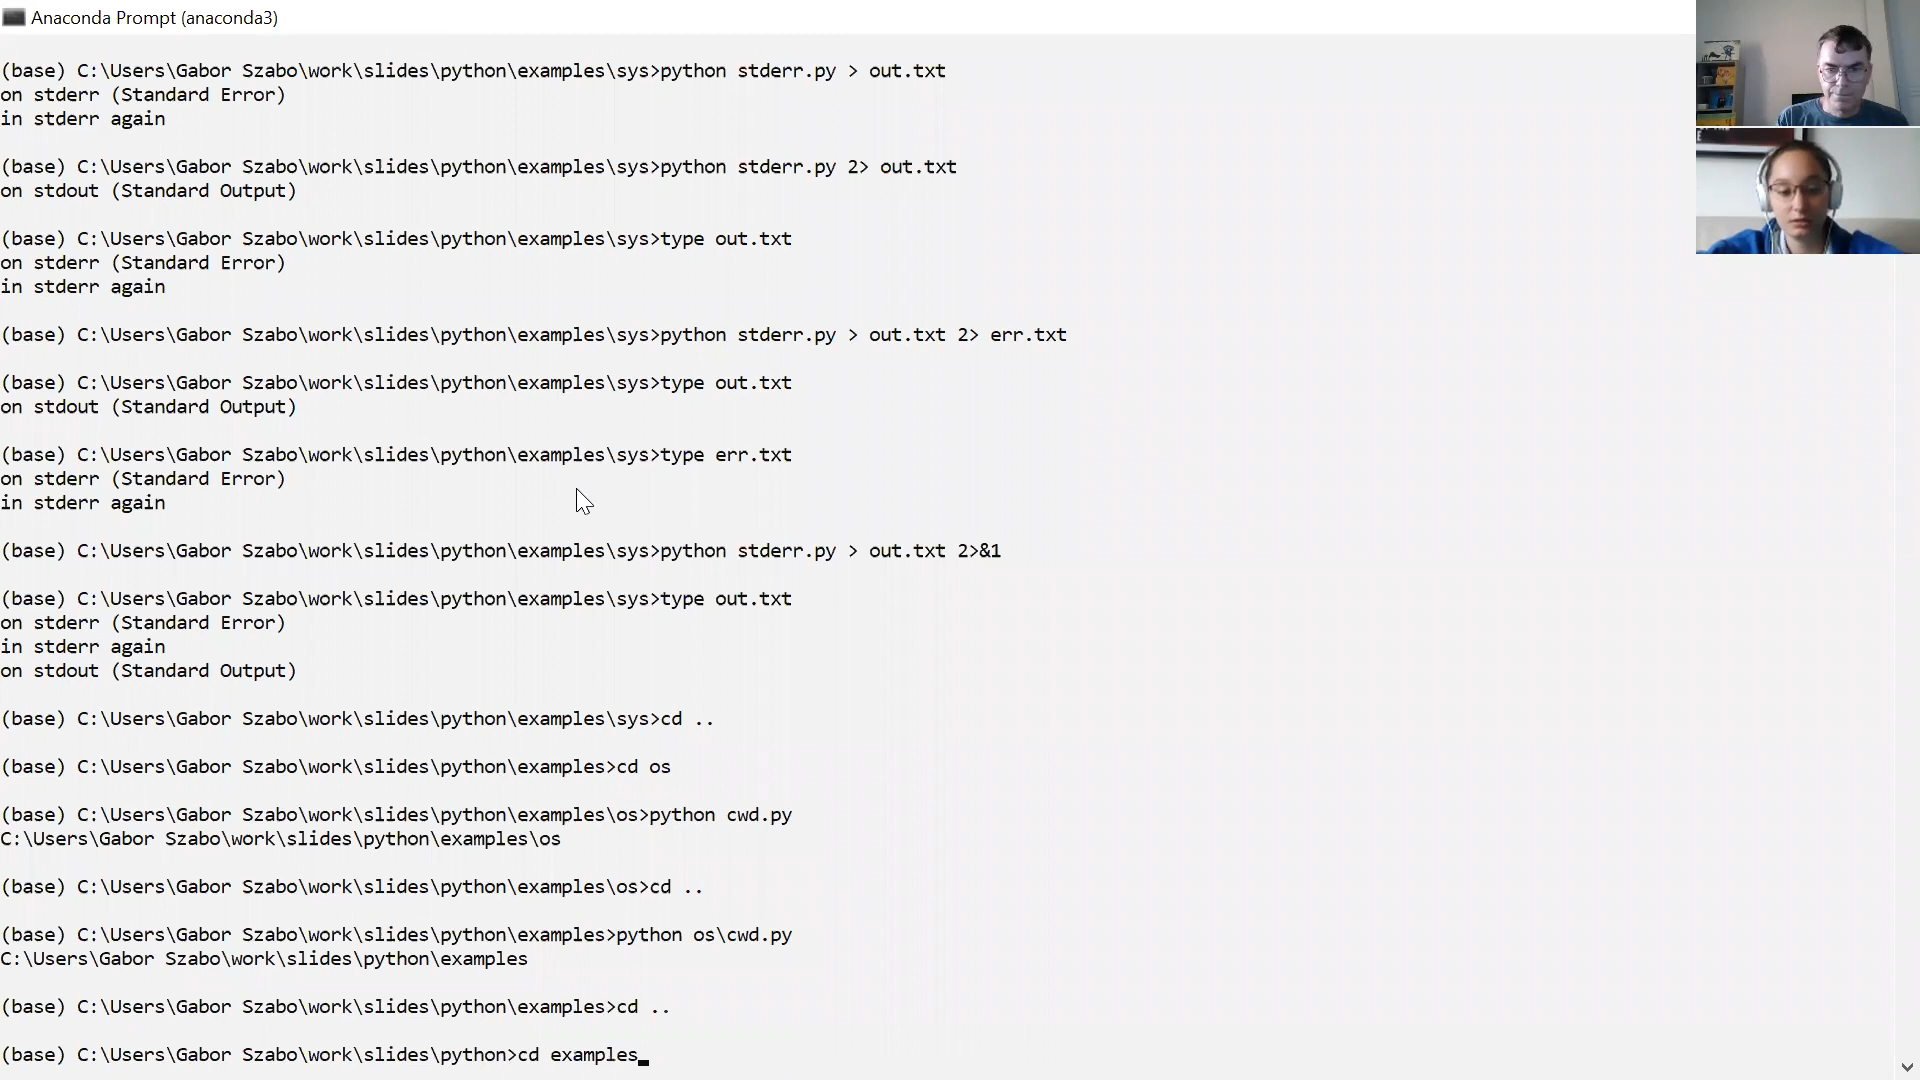 Anaconda Prompt (anaconda3)
(base) C:\Users\Gabor Szabo\work\slides\python\examples\sys>python stderr.py > out.txt
on stderr (Standard Error)
in stderr again
(base) C:\Users\Gabor Szabo\work\slides\python\examples\sys>python stderr.py 2> out.txt
on stdout (Standard Output)
(base) C:\Users\Gabor Szabo\work\slides\python\examples\sys>type out.txt
on stderr (Standard Error)
in stderr again
(base) C:\Users\Gabor Szabo\work\slides\python\examples\sys>python stderr.py > out.txt 2> err.txt
(base) C:\Users\Gabor Szabo\work\slides\python\examples\sys>type out.txt
on stdout (Standard Output)
(base) C:\Users\Gabor Szabo\work\slides\python\examples\sys>type err.txt
on stderr (Standard Error)
in stderr again
(base) C:\Users\Gabor Szabo\work\slides\python\examples\sys>python stderr.py > out.txt 2>&1
(base) C:\Users\Gabor Szabo\work\slides\python\examples\sys>type out.txt
on stderr (Standard Error)
in stderr again
on stdout (Standard Output)
(base) C:\Users\Gabor Szabo\work\slides\python\examples\sys>cd ..
(base) C:\Users\Gabor Szabo\work\slides\python\examples>cd os
(base) C:\Users\Gabor Szabo\work\slides\python\examples\os>python cwd.py
C:\Users\Gabor Szabo\work\slides\python\examples\os
(base) C:\Users\Gabor Szabo\work\slides\python\examples\os>cd ..
(base) C:\Users\Gabor Szabo\work\slides\python\examples>python os\cwd.py
C:\Users\Gabor Szabo\work\slides\python\examples
(base) C:\Users\Gabor Szabo\work\slides\python\examples>cd ..
(base) C:\Users\Gabor Szabo\work\slides\python>cd examples